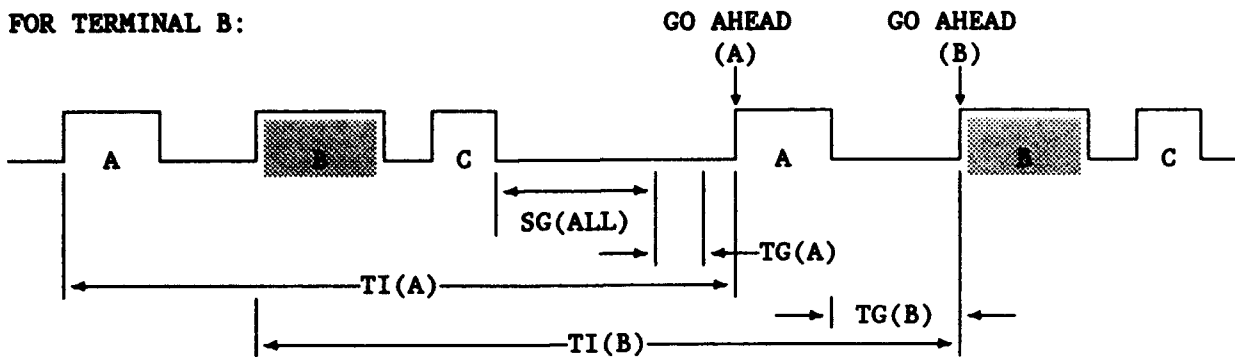 FOR TERMINAL B:
GO AHEAD
(A)
GO AHEAD
(B)
A
B
C
A
B
C
SG(ALL)
TG(A)
TI(A)
TG(B)
TI(B)